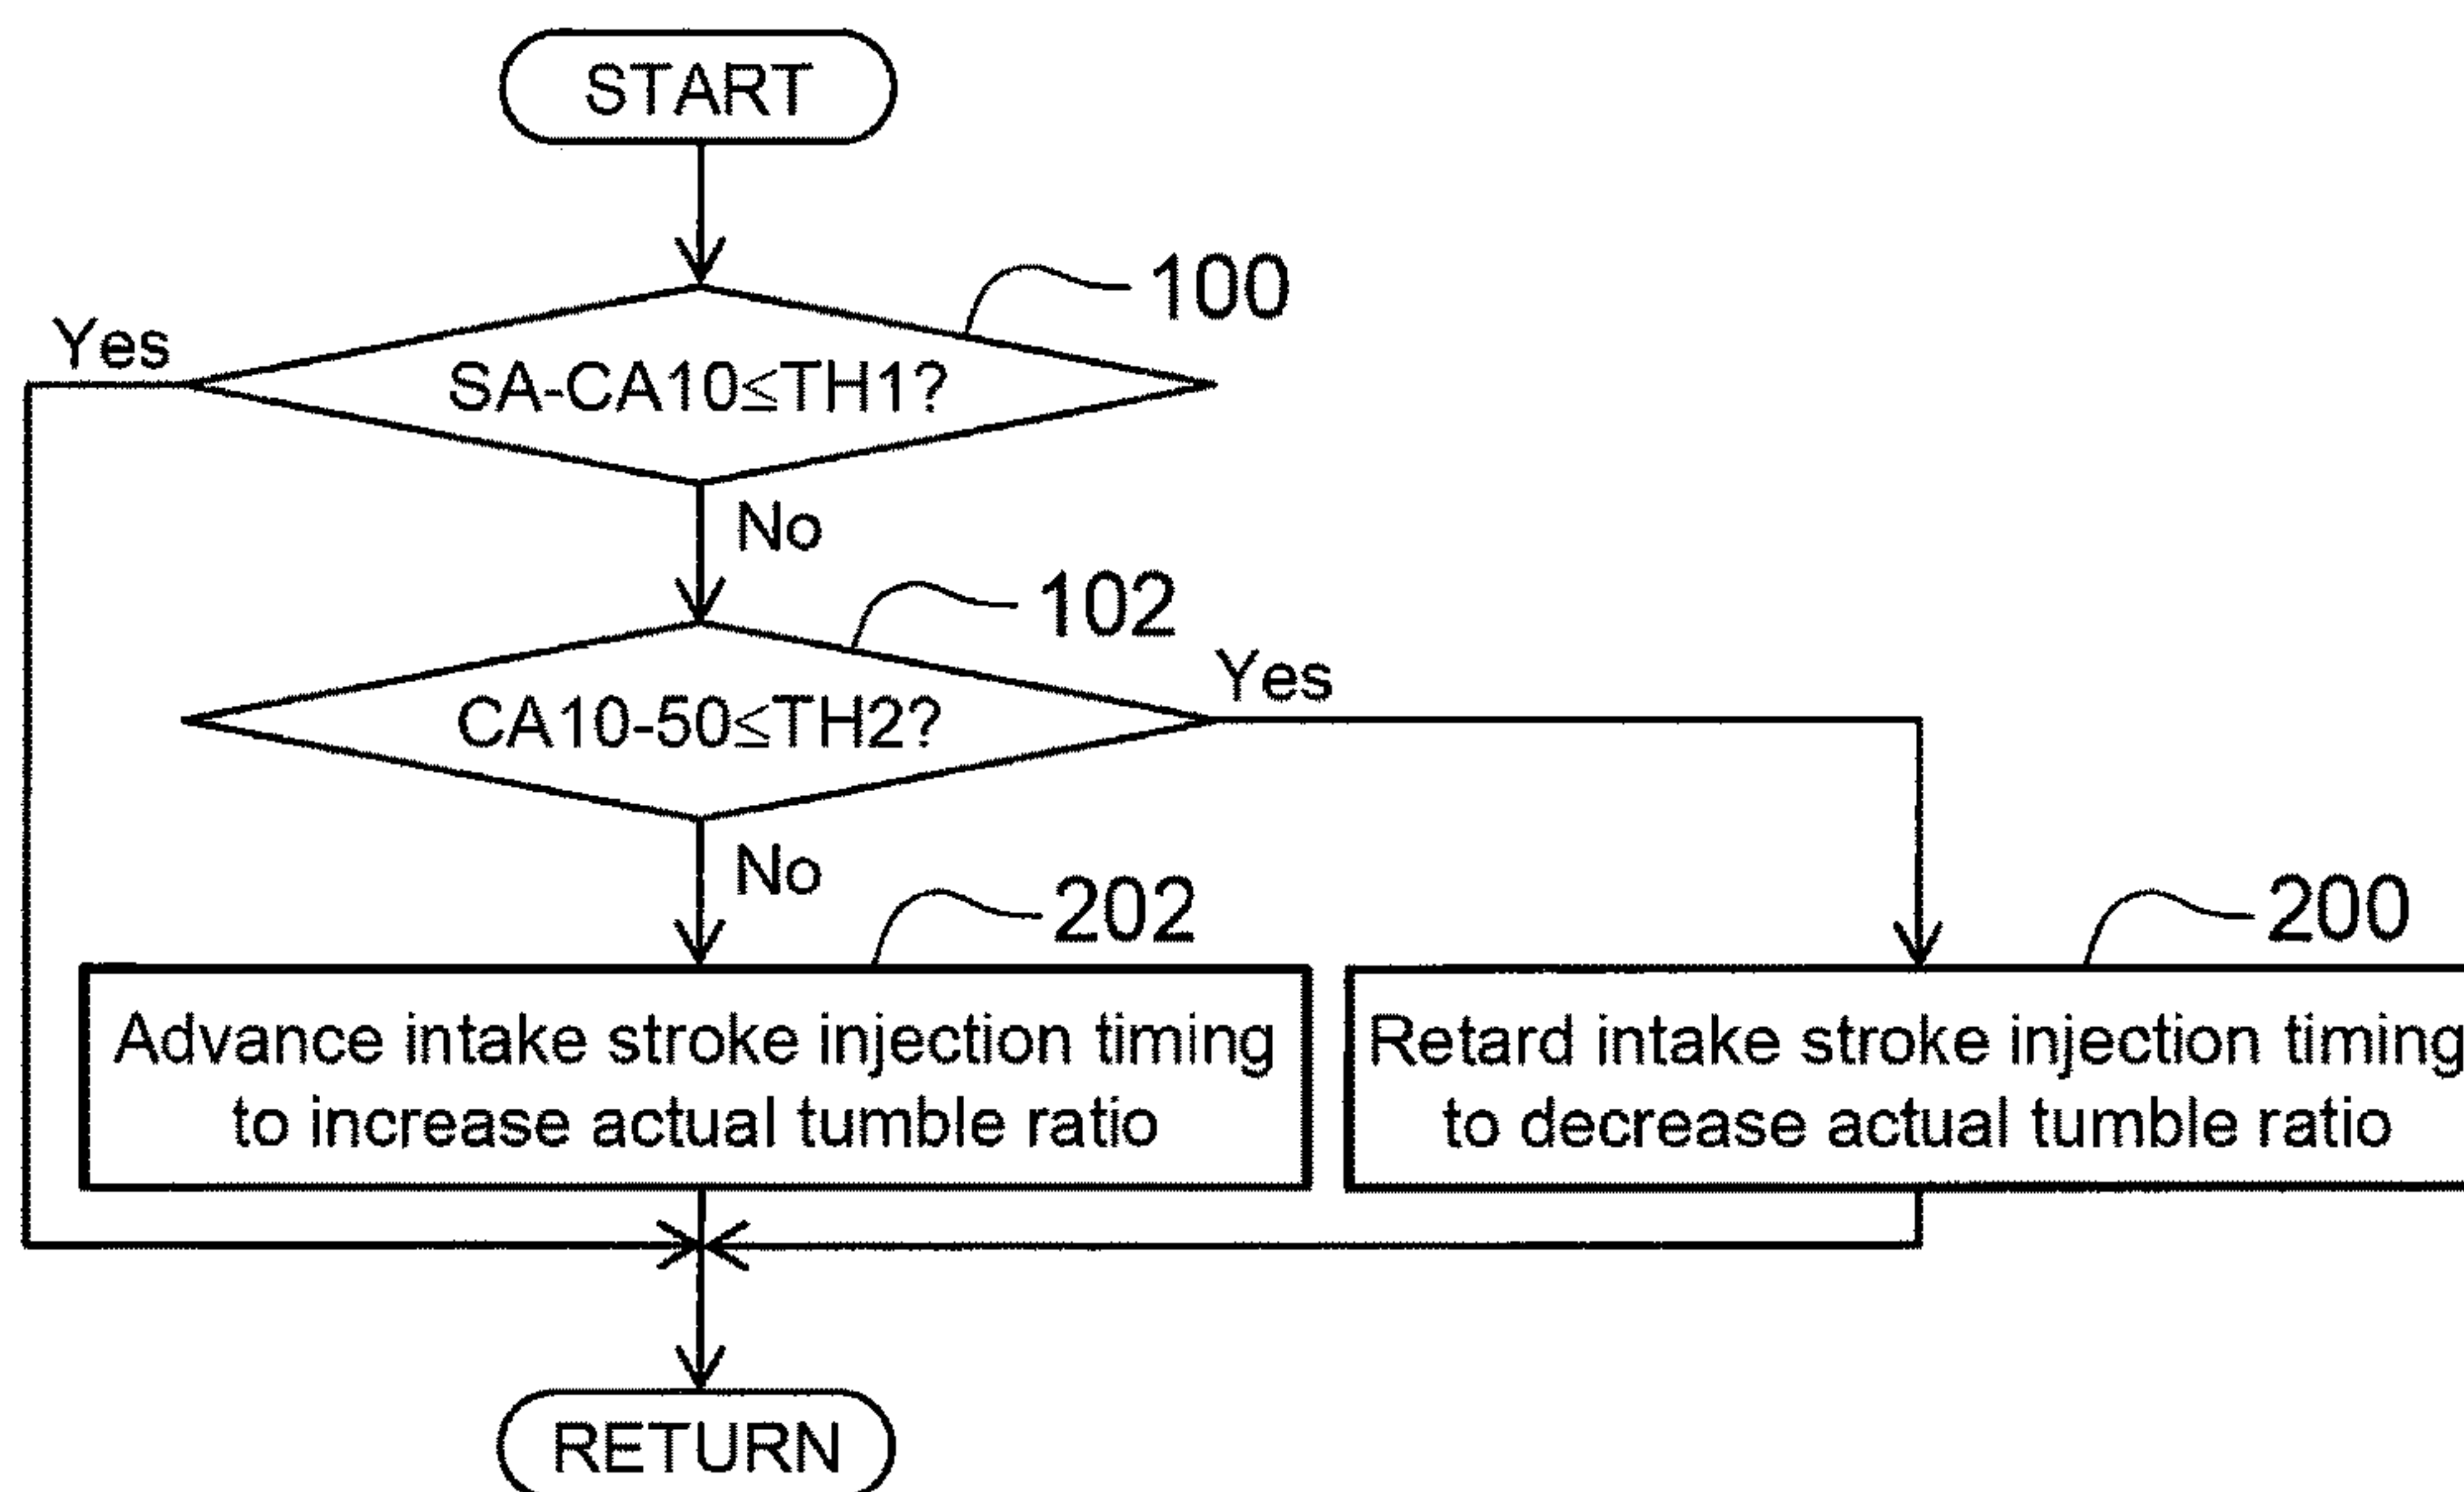 START
100
Yes
SA-CA10≤TH1?
No
102
Yes
CA10-50≤TH2?
No
202
200
Advance intake stroke injection timing
to increase actual tumble ratio
Retard intake stroke injection timing
to decrease actual tumble ratio
RETURN